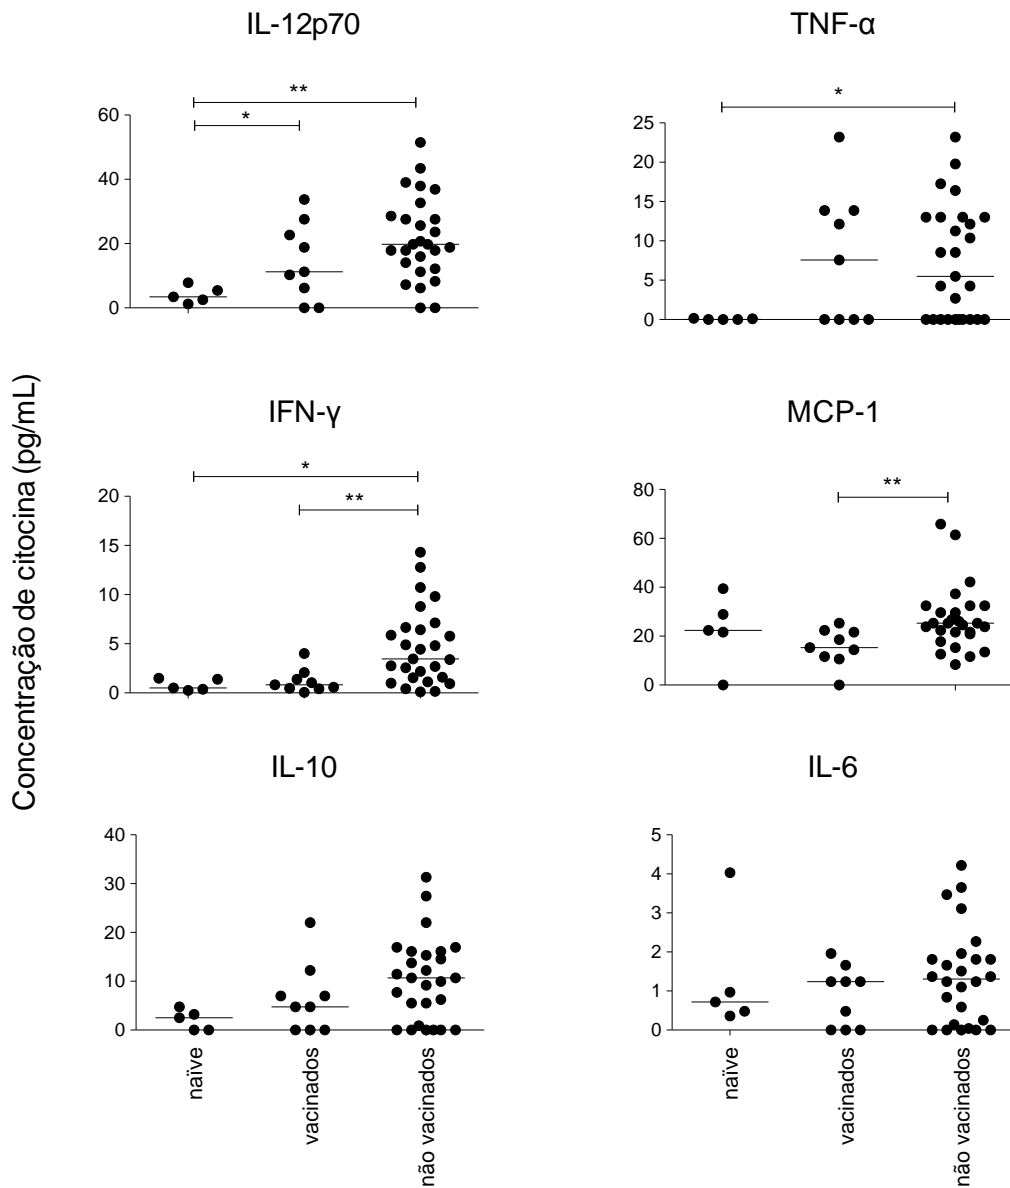 Concentração de citocina (pg/mL)
IL-12p70
**
*
60
40
20
0
TNF-α
*
25
20
15
10
5
0
IFN-γ
*
**
20
15
10
5
0
MCP-1
**
80
60
40
20
0
IL-10
40
30
20
10
0
naïve
vacinados
não vacinados
IL-6
5
4
3
2
1
0
naïve
vacinados
não vacinados